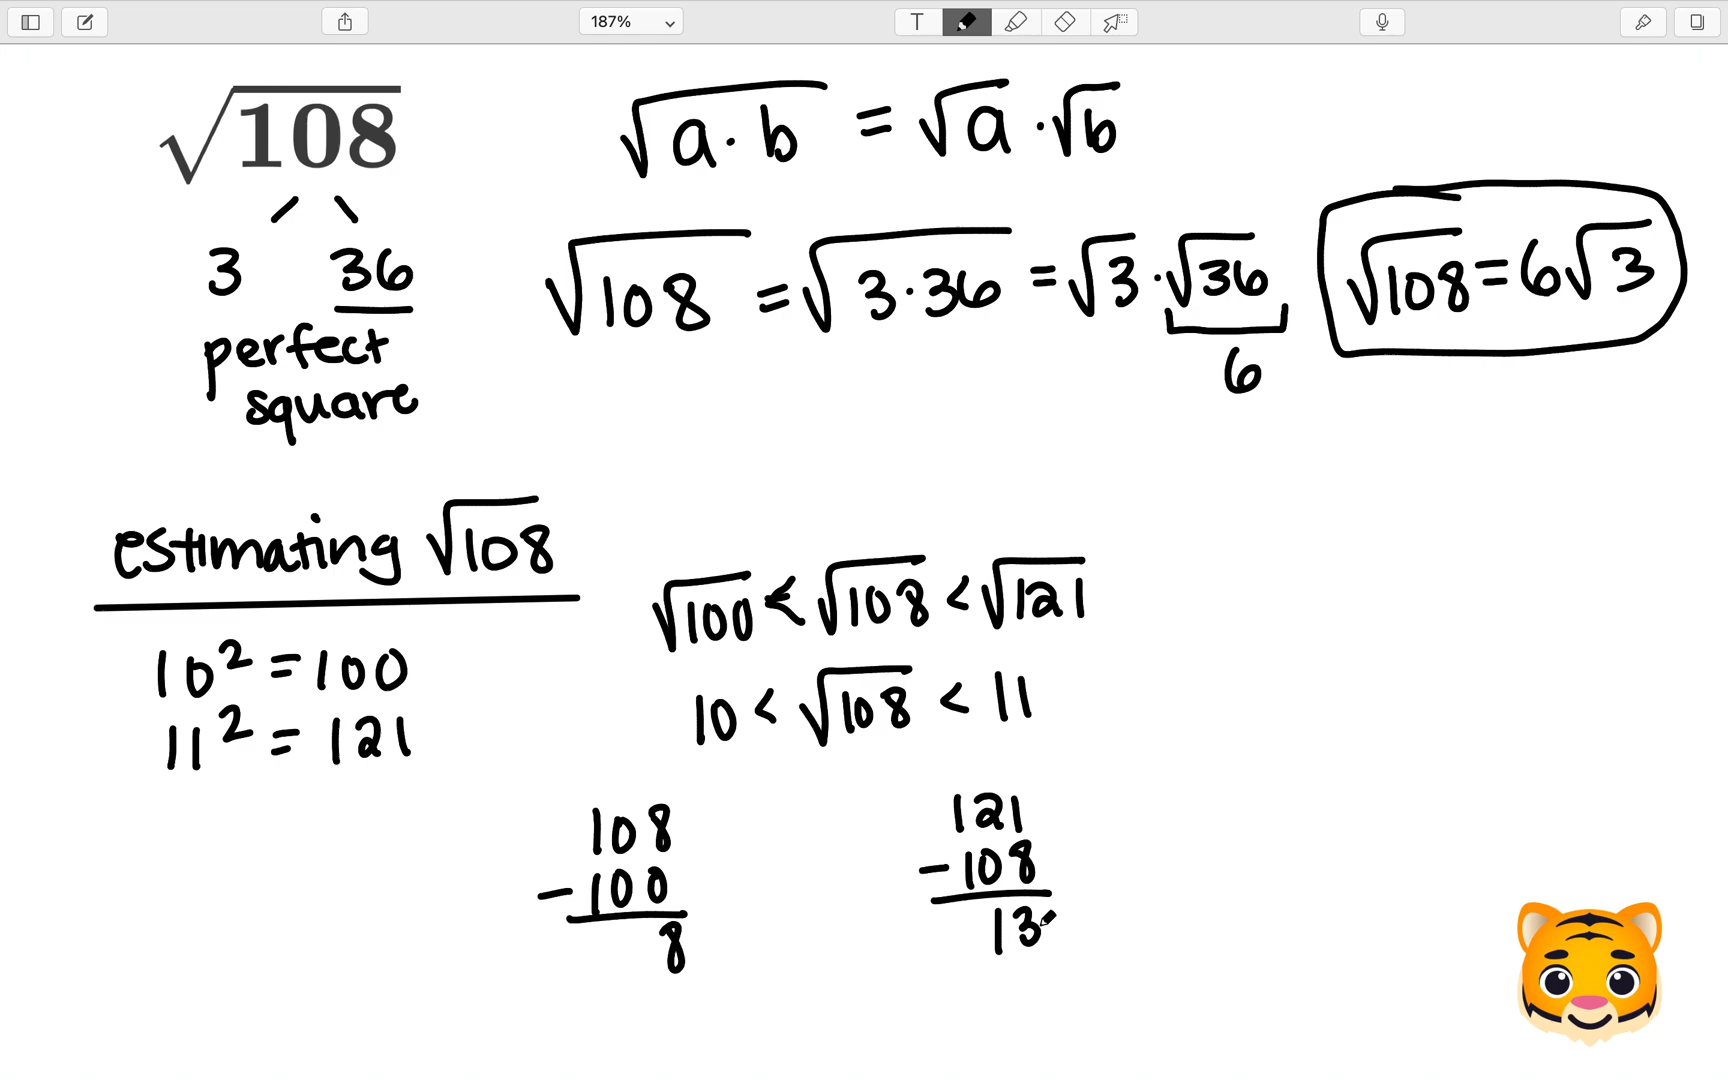 187%
T
√108
3 36
perfect
square
√a·b = √a·√b
√108 = √3·36 = √3·√36
6
√108=6√3
estimating √108
10²=100
11²=121
√100<√108<√121
10<√108<11
108
-100
8
121
-108
13